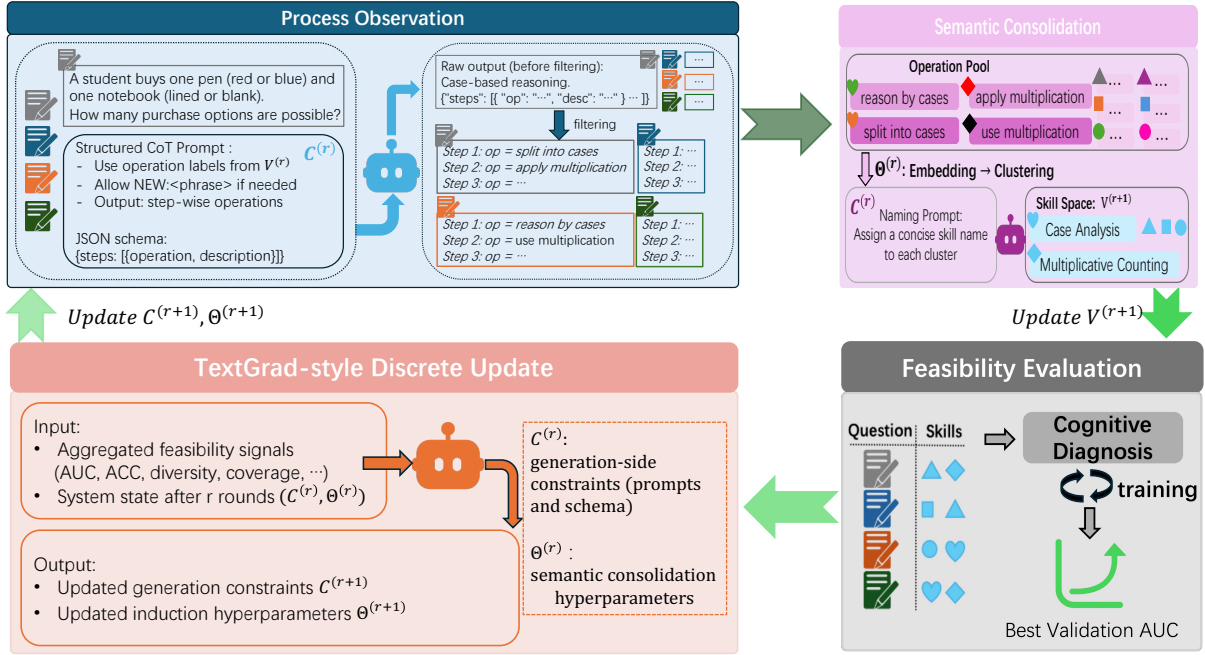 Process Observation
A student buys one pen (red or blue) and
one notebook (lined or blank).
How many purchase options are possible?
Structured CoT Prompt :
C^(r)
- Use operation labels from V^(r)
- Allow NEW:<phrase> if needed
- Output: step-wise operations
JSON schema:
{steps: [{operation, description}]}
Raw output (before filtering):
Case-based reasoning.
{"steps": [{ "op": "···", "desc": "···" } ··· ]}
···
···
···
filtering
Step 1: op = split into cases
Step 2: op = apply multiplication
Step 3: op = ···
Step 1: ···
Step 2: ···
Step 3: ···
Step 1: op = reason by cases
Step 2: op = use multiplication
Step 3: op = ···
Step 1: ···
Step 2: ···
Step 3: ···
Semantic Consolidation
Operation Pool
reason by cases
apply multiplication
... ...
split into cases
use multiplication
... ...
... ...
Θ^(r): Embedding → Clustering
C^(r)
Naming Prompt:
Assign a concise skill name
to each cluster
Skill Space: V^(r+1)
Case Analysis
Multiplicative Counting
Update C^(r+1), Θ^(r+1)
Update V^(r+1)
TextGrad-style Discrete Update
Input:
• Aggregated feasibility signals
(AUC, ACC, diversity, coverage, ···)
• System state after r rounds (C^(r), Θ^(r))
Output:
• Updated generation constraints C^(r+1)
• Updated induction hyperparameters Θ^(r+1)
C^(r):
generation-side
constraints (prompts
and schema)
Θ^(r) :
semantic consolidation
hyperparameters
Feasibility Evaluation
Question Skills
Cognitive
Diagnosis
training
Best Validation AUC